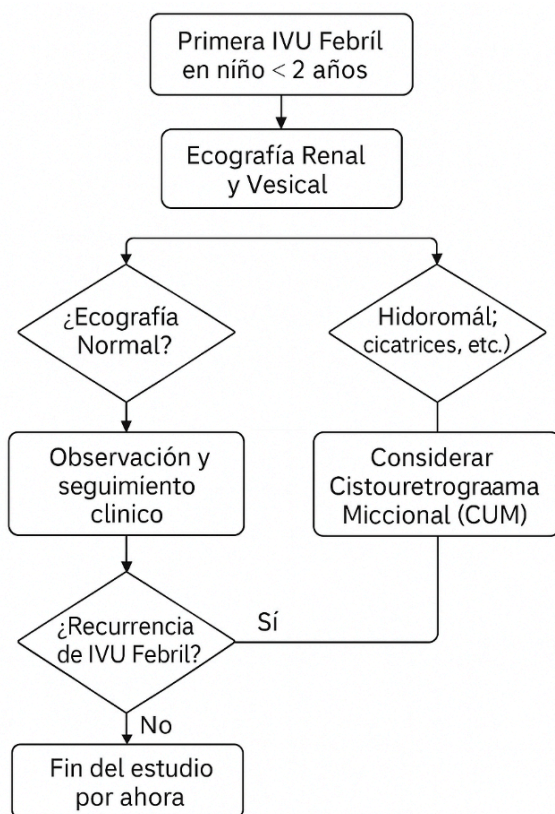 Primera IVU Febríl
en níño < 2 años
Ecografía Renal
y Vesical
¿Ecografía
Normal?
Hidoromál;
cicatrices, etc.)
Observación y
seguimiento
clinico
Considerar
Cistouretrograama
Miccional (CUM)
¿Recurrencia
de IVU Febril?
Sí
No
Fin del estudio
por ahora